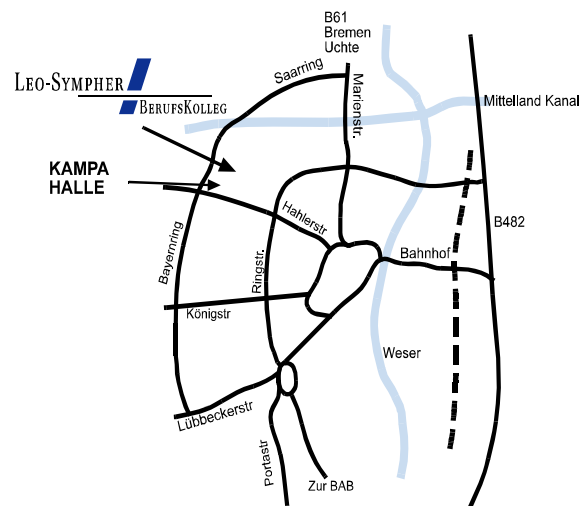 B61
Bremen
Uchte
Saarring
Marienstr.
LEO-SYMPHER
BERUFSKOLLEG
Mittelland Kanal
KAMPA
HALLE
Hahlerstr
B482
Bayernring
Ringstr.
Bahnhof
Königstr
Weser
Lübbeckerstr
Portastr
Zur BAB